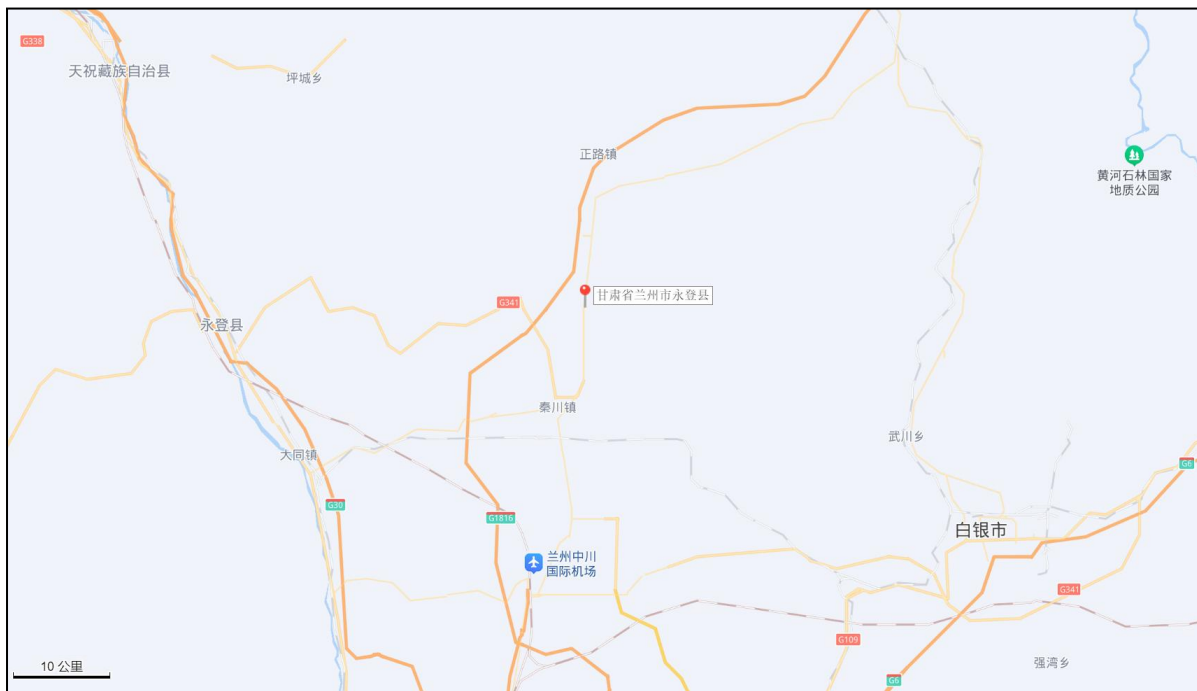 G338
天祝藏族自治县
坪城乡
正路镇
黄河石林国家
地质公园
甘肃省兰州市永登县
G341
永登县
秦川镇
武川乡
大同镇
G6
G30
G1816
白银市
兰州中川
国际机场
G341
G109
强湾乡
10 公里
G6